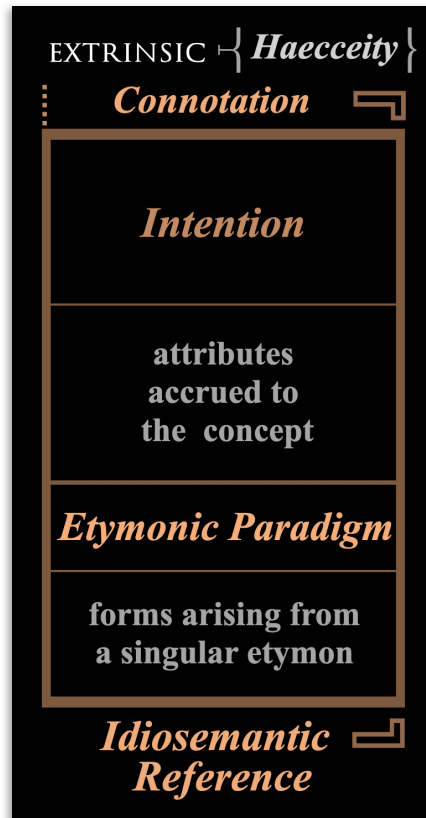 EXTRINSIC Haecceity
Connotation
Intention
attributes
accrued to
the concept
Etymonic Paradigm
forms arising from
a singular etymon
Idiosemantic
Reference